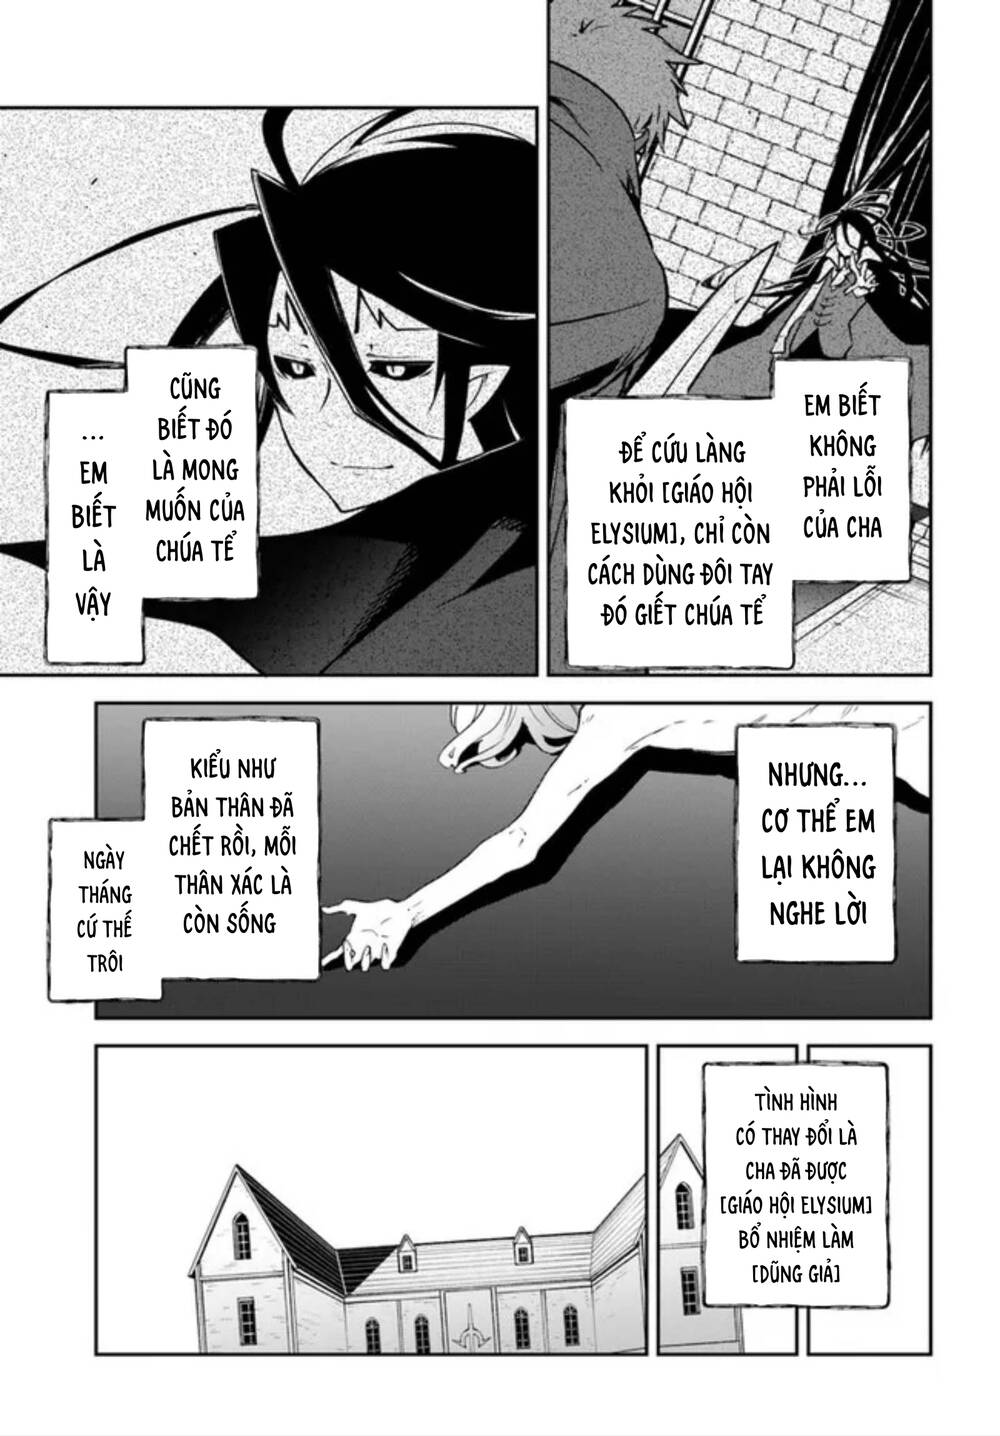 EM BIẾT
KHÔNG
PHẢI LỖI
CỦA CHA
ĐỂ CỨU LÀNG
KHỎI [GIÁO HỘI
ELYSIUM], CHỈ CÒN
CÁCH DÙNG ĐÔI TAY
ĐÓ GIẾT CHÚA TỂ
CŨNG
BIẾT ĐÓ
LÀ MONG
MUỐN CỦA
CHÚA TỂ
...
EM
BIẾT
LÀ
VẬY
NHƯNG...
CƠ THỂ EM
LẠI KHÔNG
NGHE LỜI
KIỂU NHƯ
BẢN THÂN ĐÃ
CHẾT RỒI, MỖI
THÂN XÁC LÀ
CÒN SỐNG
NGÀY
THÁNG
CỨ THẾ
TRÔI
TÌNH HÌNH
CÓ THAY ĐỔI LÀ
CHA ĐÃ ĐƯỢC
[GIÁO HỘI ELYSIUM]
BỔ NHIỆM LÀM
[DŨNG GIẢ]